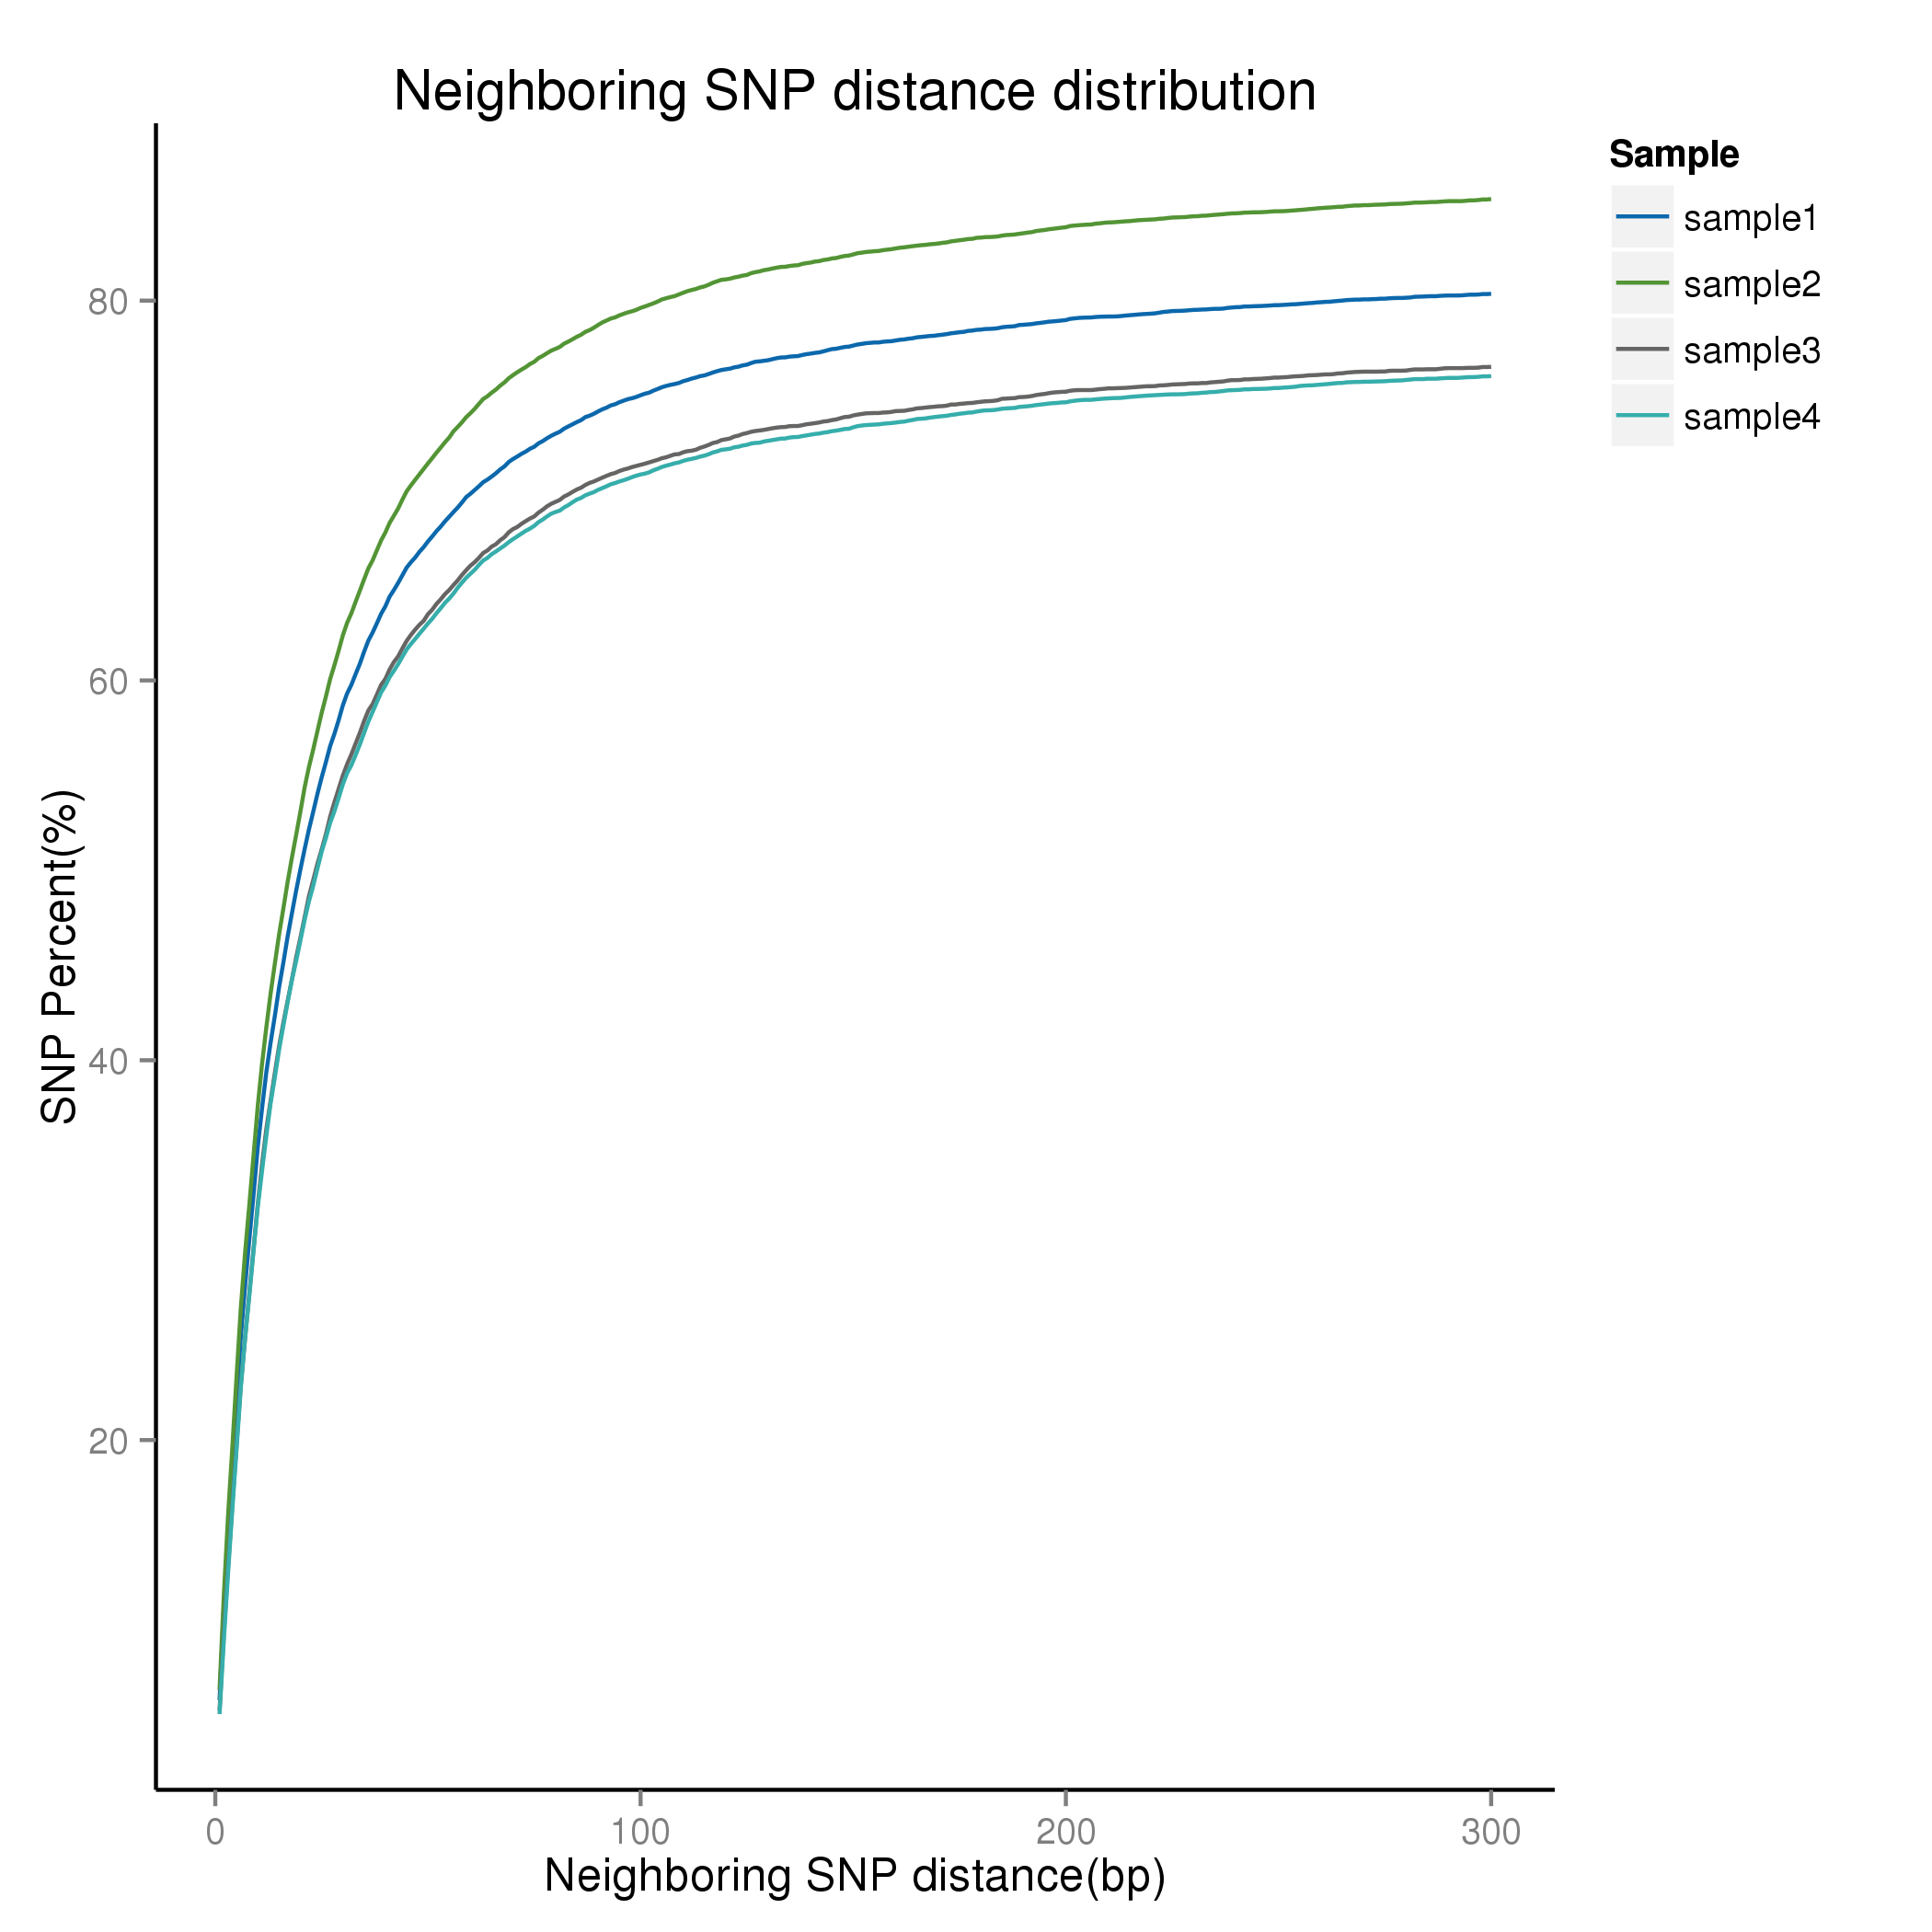 Neighboring SNP distance distribution
Sample
sample1
sample2
sample3
sample4
SNP Percent(%)
80
60
40
20
0 100 200 300
Neighboring SNP distance(bp)